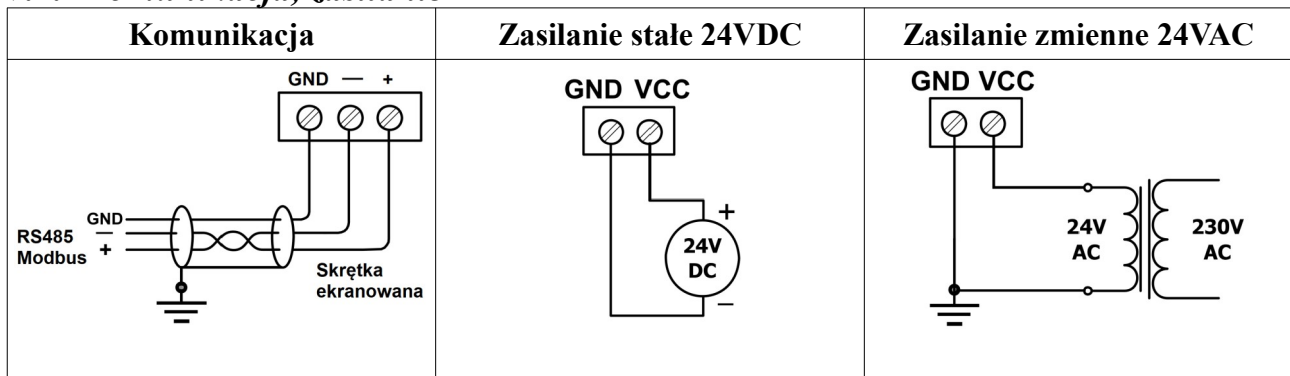 Komunikacja
Zasilanie stałe 24VDC
Zasilanie zmienne 24VAC
GND — +
GND
RS485
Modbus
—
+
Skrętka
ekranowana
GND VCC
+
24V
DC
—
GND VCC
24V
AC
230V
AC